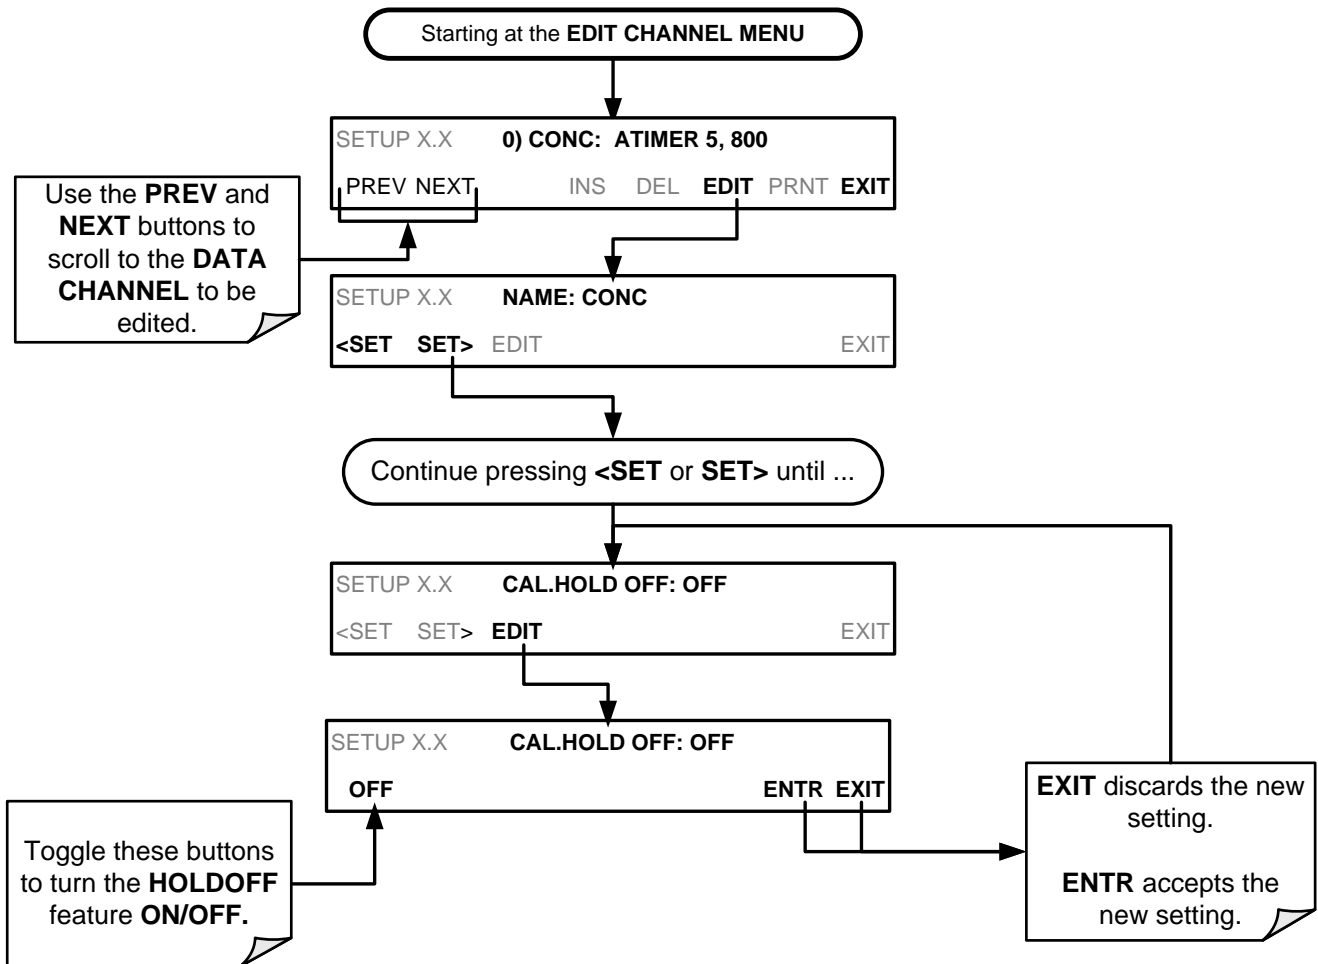 Starting at the EDIT CHANNEL MENU
SETUP X.X 0) CONC: ATIMER 5, 800
PREV NEXT INS DEL EDIT PRNT EXIT
Use the PREV and
NEXT buttons to
scroll to the DATA
CHANNEL to be
edited.
SETUP X.X NAME: CONC
<SET SET> EDIT EXIT
Continue pressing <SET or SET> until ...
SETUP X.X CAL.HOLD OFF: OFF
<SET SET> EDIT EXIT
SETUP X.X CAL.HOLD OFF: OFF
OFF ENTR EXIT
Toggle these buttons
to turn the HOLDOFF
feature ON/OFF.
EXIT discards the new
setting.
ENTR accepts the
new setting.